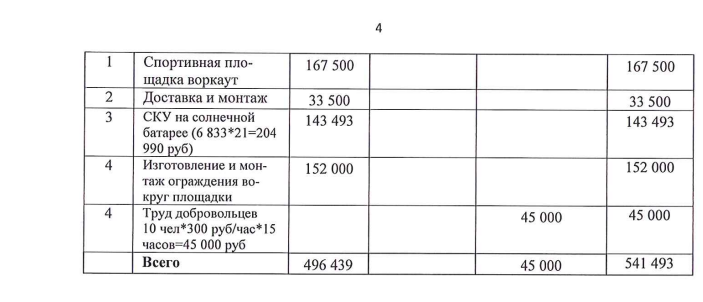 4
1 Спортивная пло- 167 500 167 500
щадка воркаут
2 Доставка и монтаж 33 500 33 500
3 СКУ на солнечной 143 493 143 493
батарее (6 833*21=204
990 руб)
4 Изготовление и мон- 152 000 152 000
таж ограждения во-
круг площадки
4 Труд добровольцев 45 000 45 000
10 чел*300 руб/час*15
часов=45 000 руб
Всего 496 439 45 000 541 493